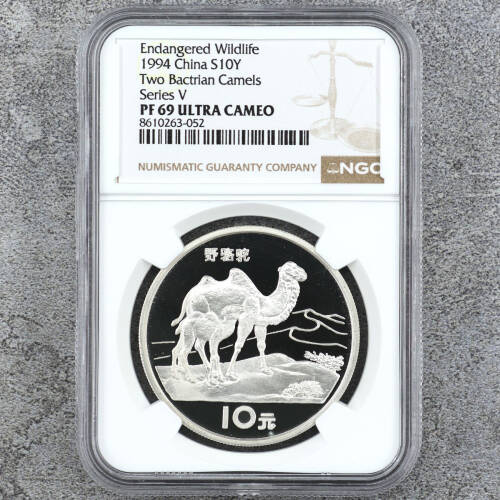 Endangered Wildlife
1994 China S10Y
Two Bactrian Camels
Series V
PF 69 ULTRA CAMEO
8610263-052
NUMISMATIC GUARANTY COMPANY NGC
野骆驼
10元